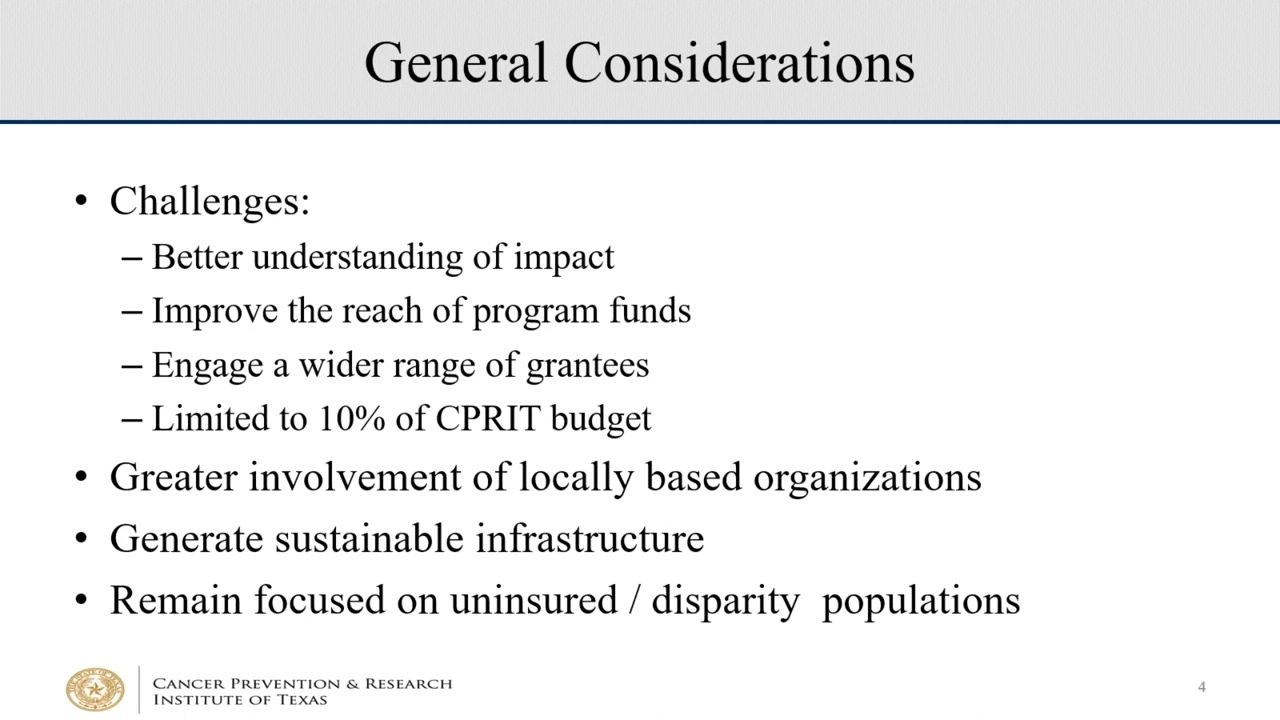 General Considerations
• Challenges:
– Better understanding of impact
– Improve the reach of program funds
– Engage a wider range of grantees
– Limited to 10% of CPRIT budget
• Greater involvement of locally based organizations
• Generate sustainable infrastructure
• Remain focused on uninsured / disparity  populations
CANCER PREVENTION & RESEARCH
INSTITUTE OF TEXAS
4